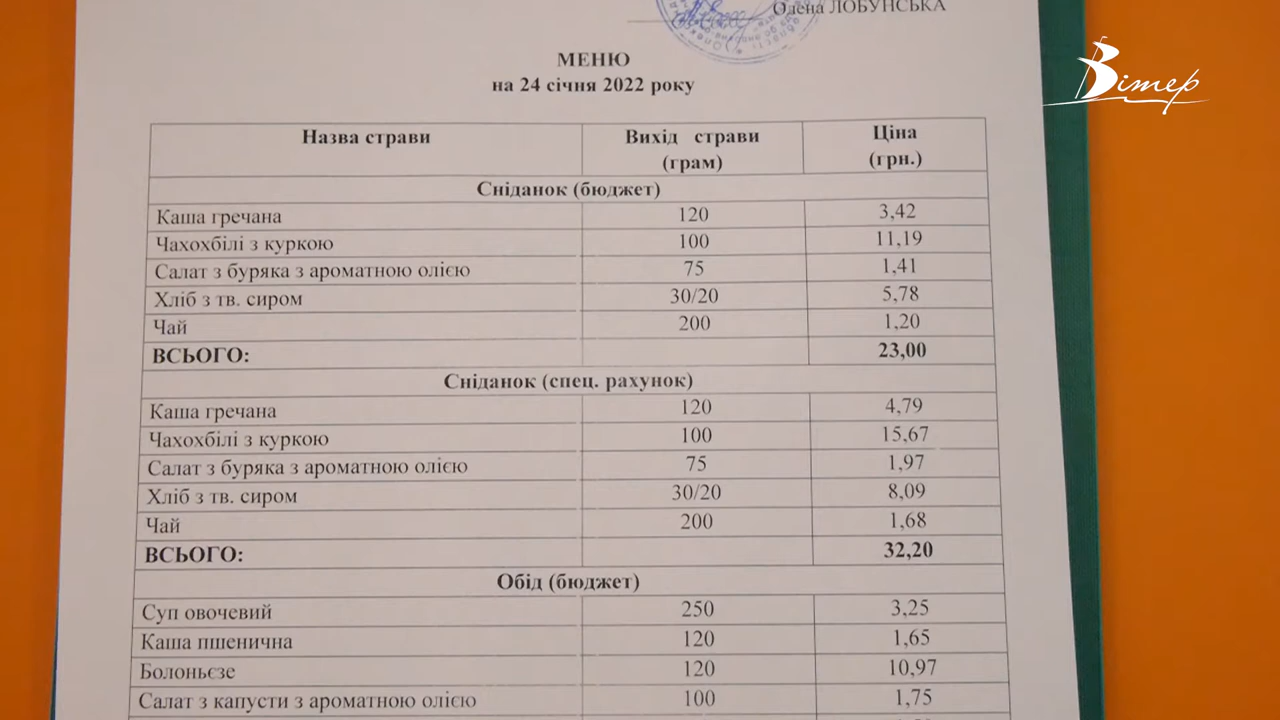 Олена ЛОБУНСЬКА
Вітер
МЕНЮ
на 24 січня 2022 року
Назва страви Вихід страви (грам) Ціна (грн.)
Сніданок (бюджет)
Каша гречана 120 3,42
Чахохбілі з куркою 100 11,19
Салат з буряка з ароматною олією 75 1,41
Хліб з тв. сиром 30/20 5,78
Чай 200 1,20
ВСЬОГО: 23,00
Сніданок (спец. рахунок)
Каша гречана 120 4,79
Чахохбілі з куркою 100 15,67
Салат з буряка з ароматною олією 75 1,97
Хліб з тв. сиром 30/20 8,09
Чай 200 1,68
ВСЬОГО: 32,20
Обід (бюджет)
Суп овочевий 250 3,25
Каша пшенична 120 1,65
Болоньєзе 120 10,97
Салат з капусти з ароматною олією 100 1,75